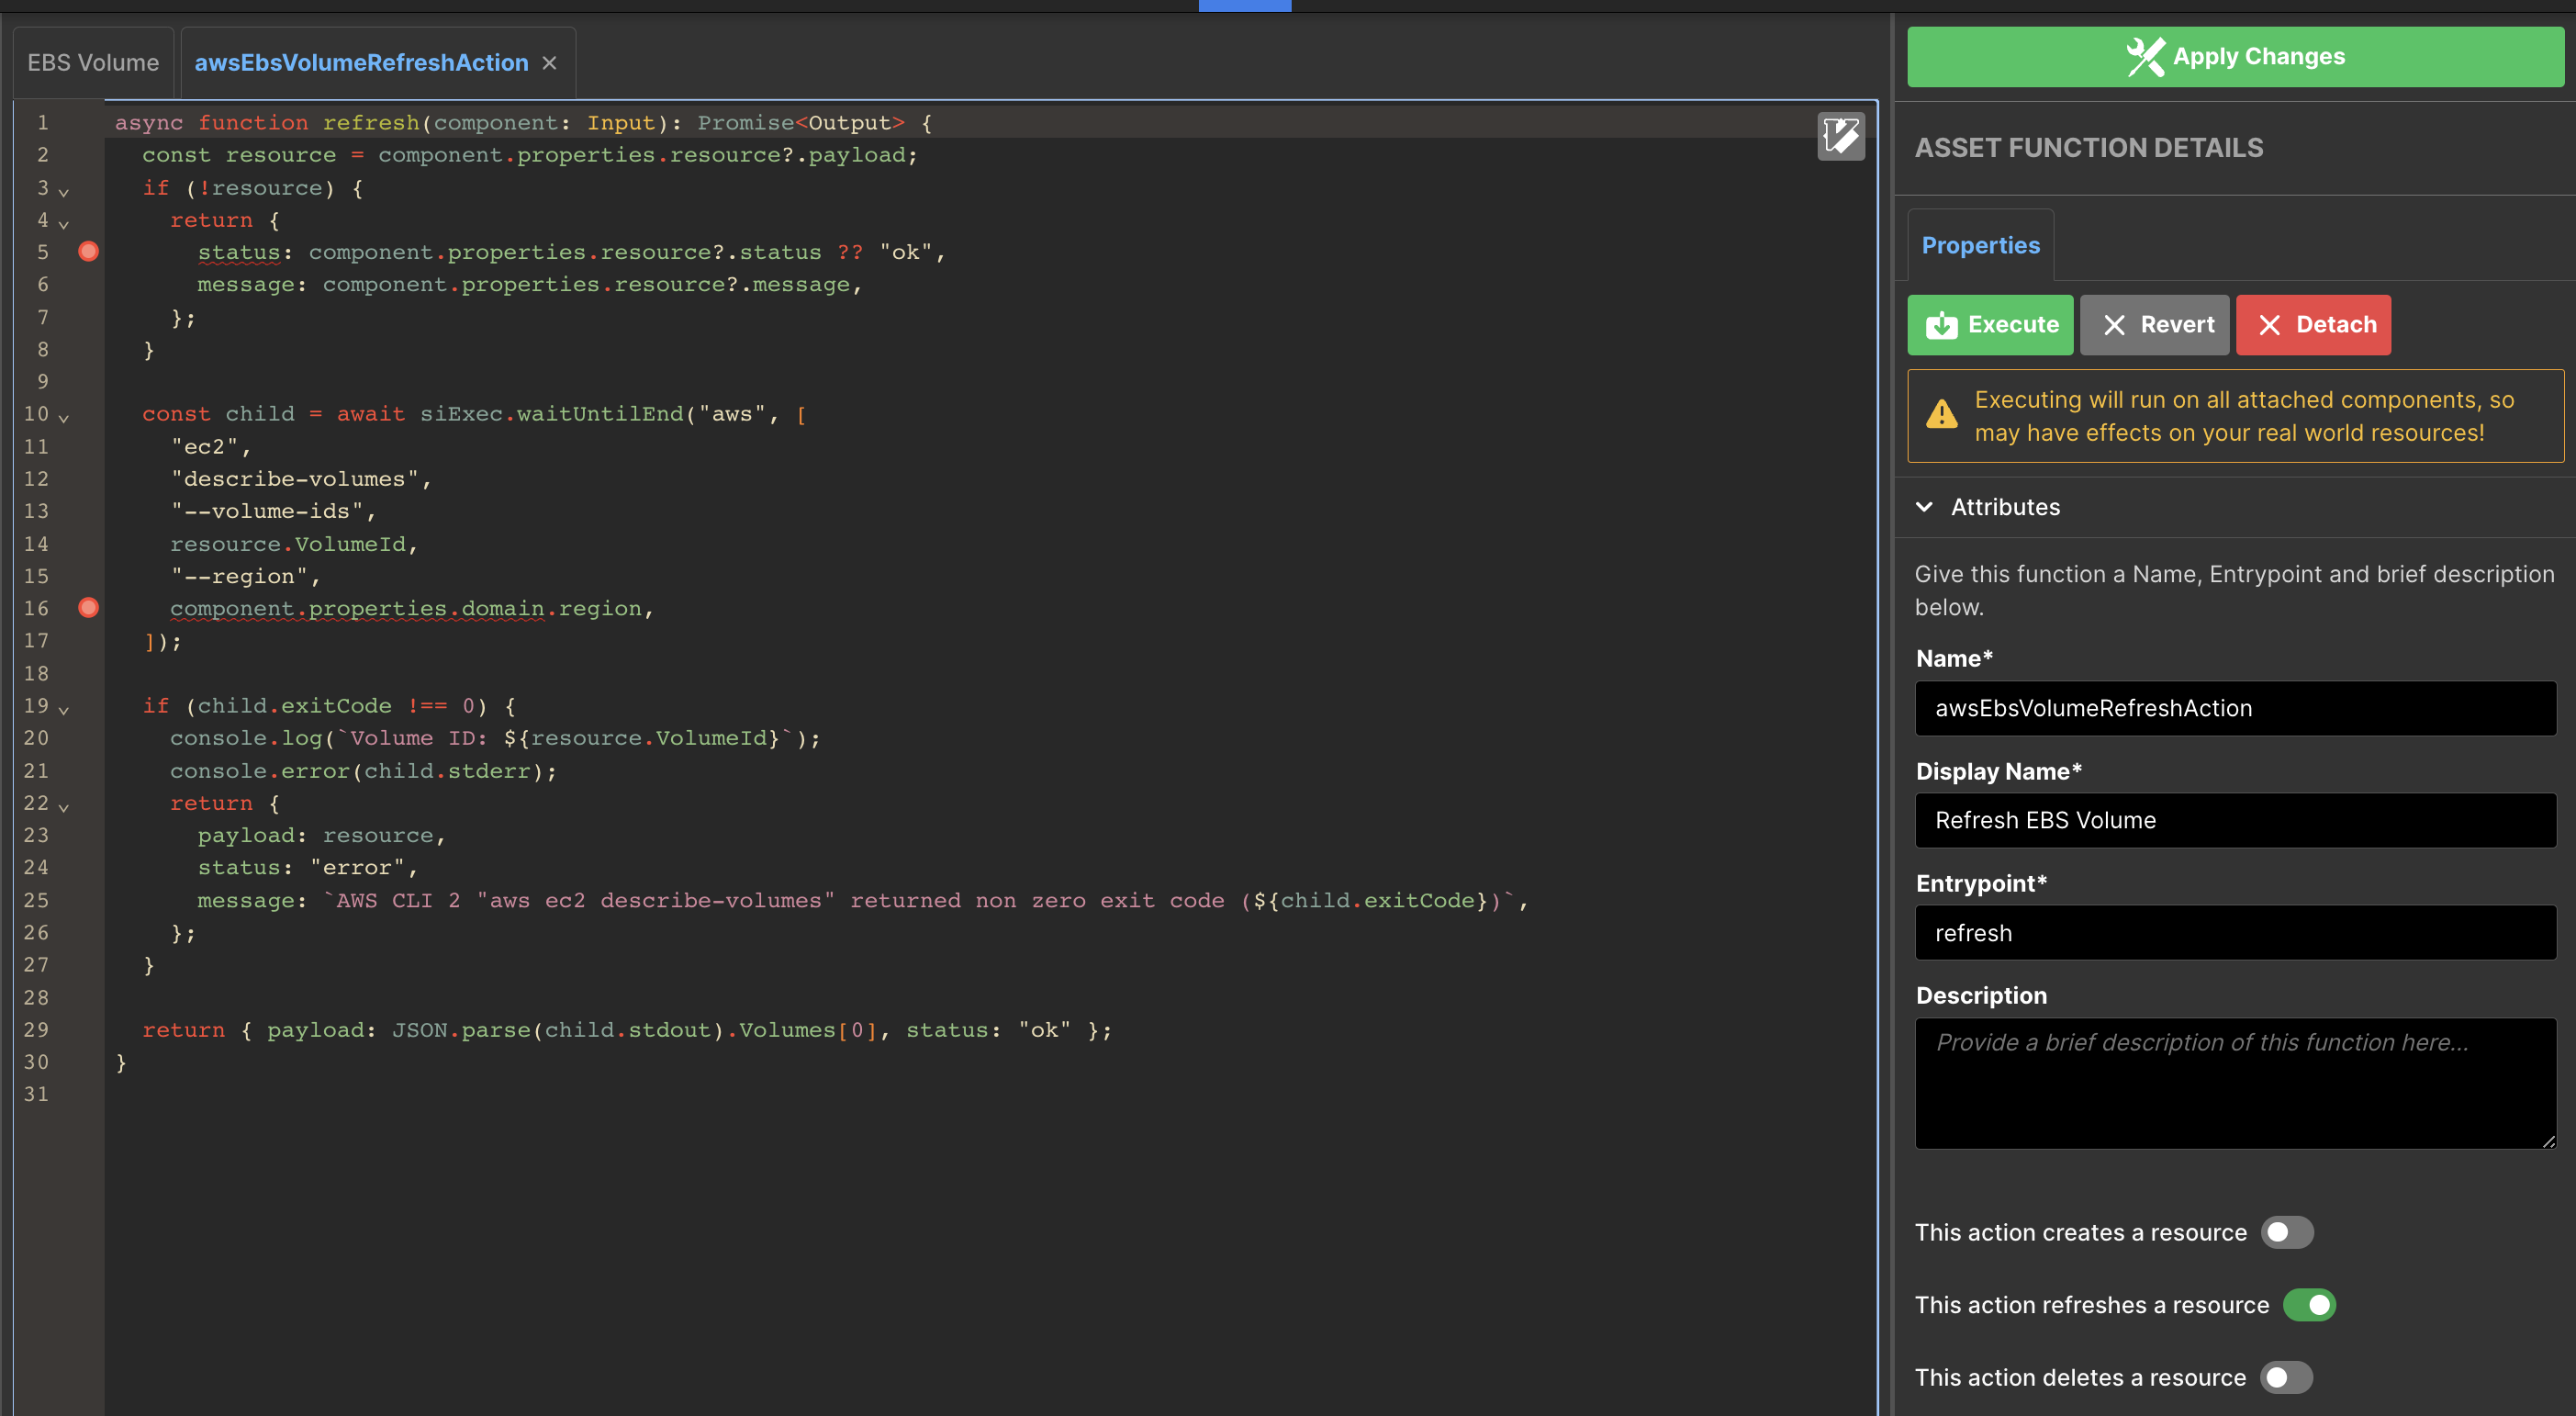 EBS Volume
awsEbsVolumeRefreshAction
1 async function refresh(component: Input): Promise<Output> {
2 const resource = component.properties.resource?.payload;
3 if (!resource) {
4 return {
5 status: component.properties.resource?.status ?? "ok",
6 message: component.properties.resource?.message,
7 };
8 }
9
10 const child = await siExec.waitUntilEnd("aws", [
11 "ec2",
12 "describe-volumes",
13 "--volume-ids",
14 resource.VolumeId,
15 "--region",
16 component.properties.domain.region,
17 ]);
18
19 if (child.exitCode !== 0) {
20 console.log(`Volume ID: ${resource.VolumeId}`);
21 console.error(child.stderr);
22 return {
23 payload: resource,
24 status: "error",
25 message: `AWS CLI 2 "aws ec2 describe-volumes" returned non zero exit code (${child.exitCode})`,
26 };
27 }
28
29 return { payload: JSON.parse(child.stdout).Volumes[0], status: "ok" };
30 }
31
Apply Changes
ASSET FUNCTION DETAILS
Properties
Execute
Revert
Detach
Executing will run on all attached components, so
may have effects on your real world resources!
Attributes
Give this function a Name, Entrypoint and brief description
below.
Name*
awsEbsVolumeRefreshAction
Display Name*
Refresh EBS Volume
Entrypoint*
refresh
Description
Provide a brief description of this function here...
This action creates a resource
This action refreshes a resource
This action deletes a resource